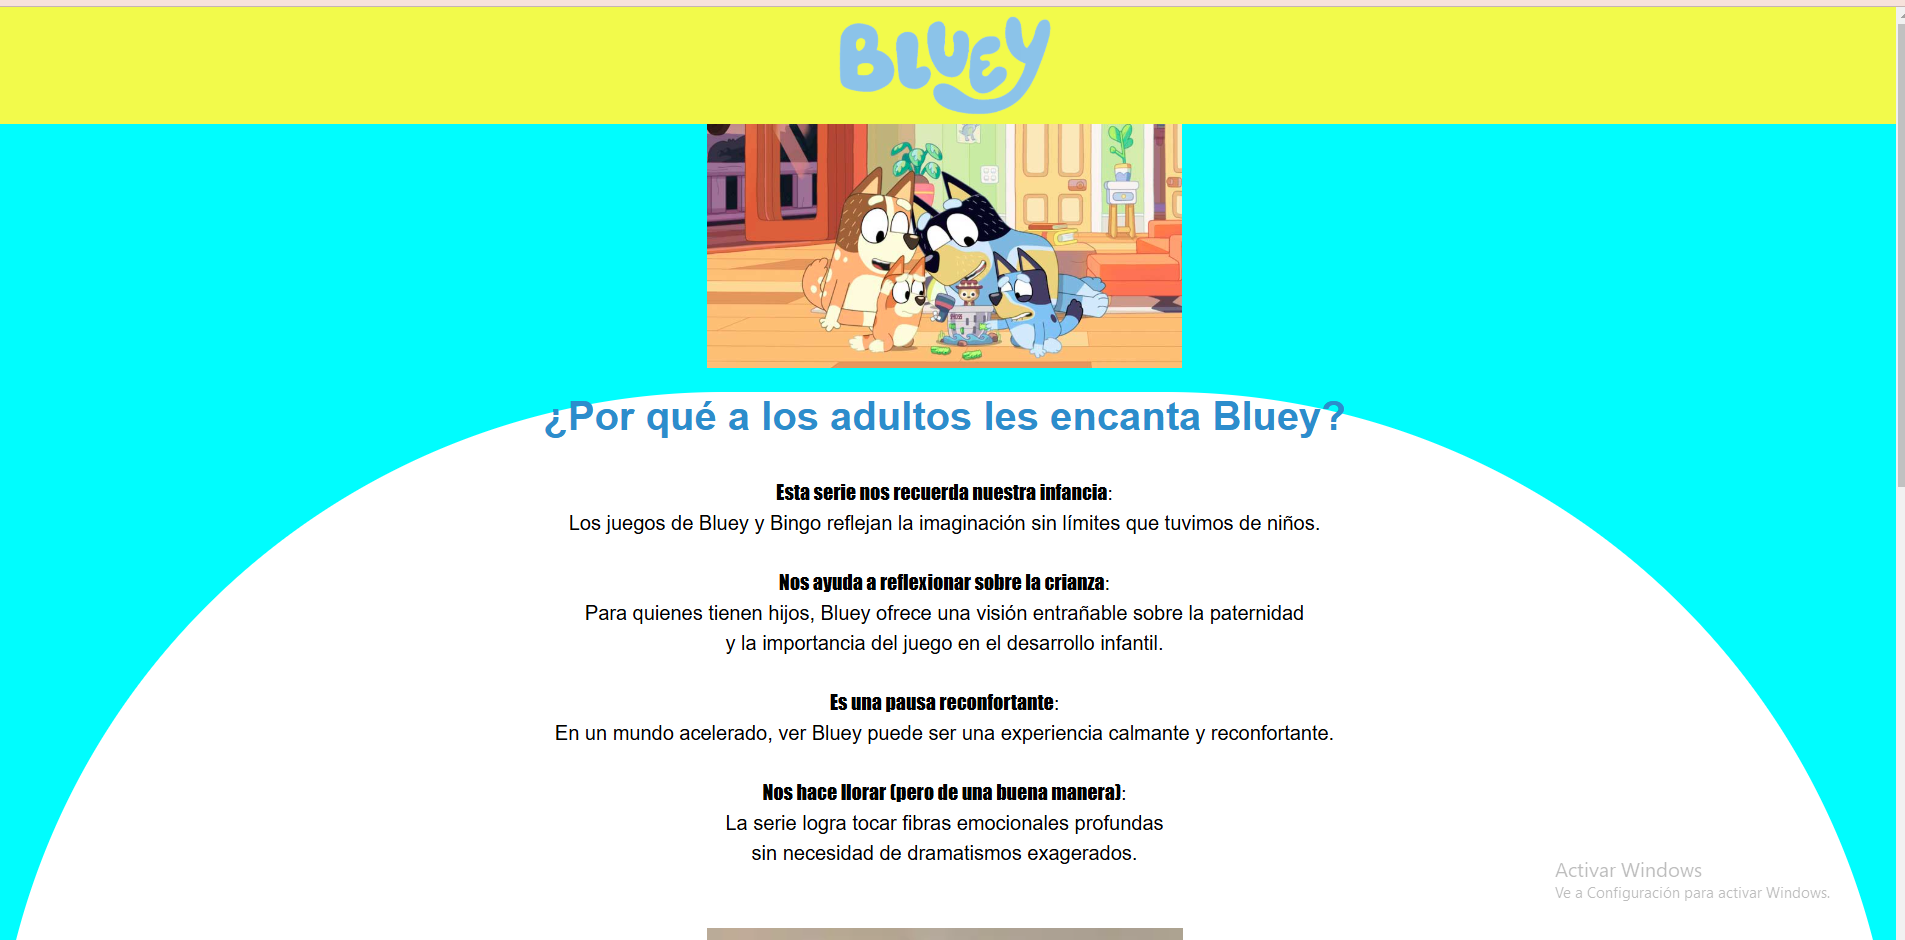 BLUEY
¿Por qué a los adultos les encanta Bluey?
Esta serie nos recuerda nuestra infancia:
Los juegos de Bluey y Bingo reflejan la imaginación sin límites que tuvimos de niños.
Nos ayuda a reflexionar sobre la crianza:
Para quienes tienen hijos, Bluey ofrece una visión entrañable sobre la paternidad
y la importancia del juego en el desarrollo infantil.
Es una pausa reconfortante:
En un mundo acelerado, ver Bluey puede ser una experiencia calmante y reconfortante.
Nos hace llorar (pero de una buena manera):
La serie logra tocar fibras emocionales profundas
sin necesidad de dramatismos exagerados.
Activar Windows
Ve a Configuración para activar Windows.